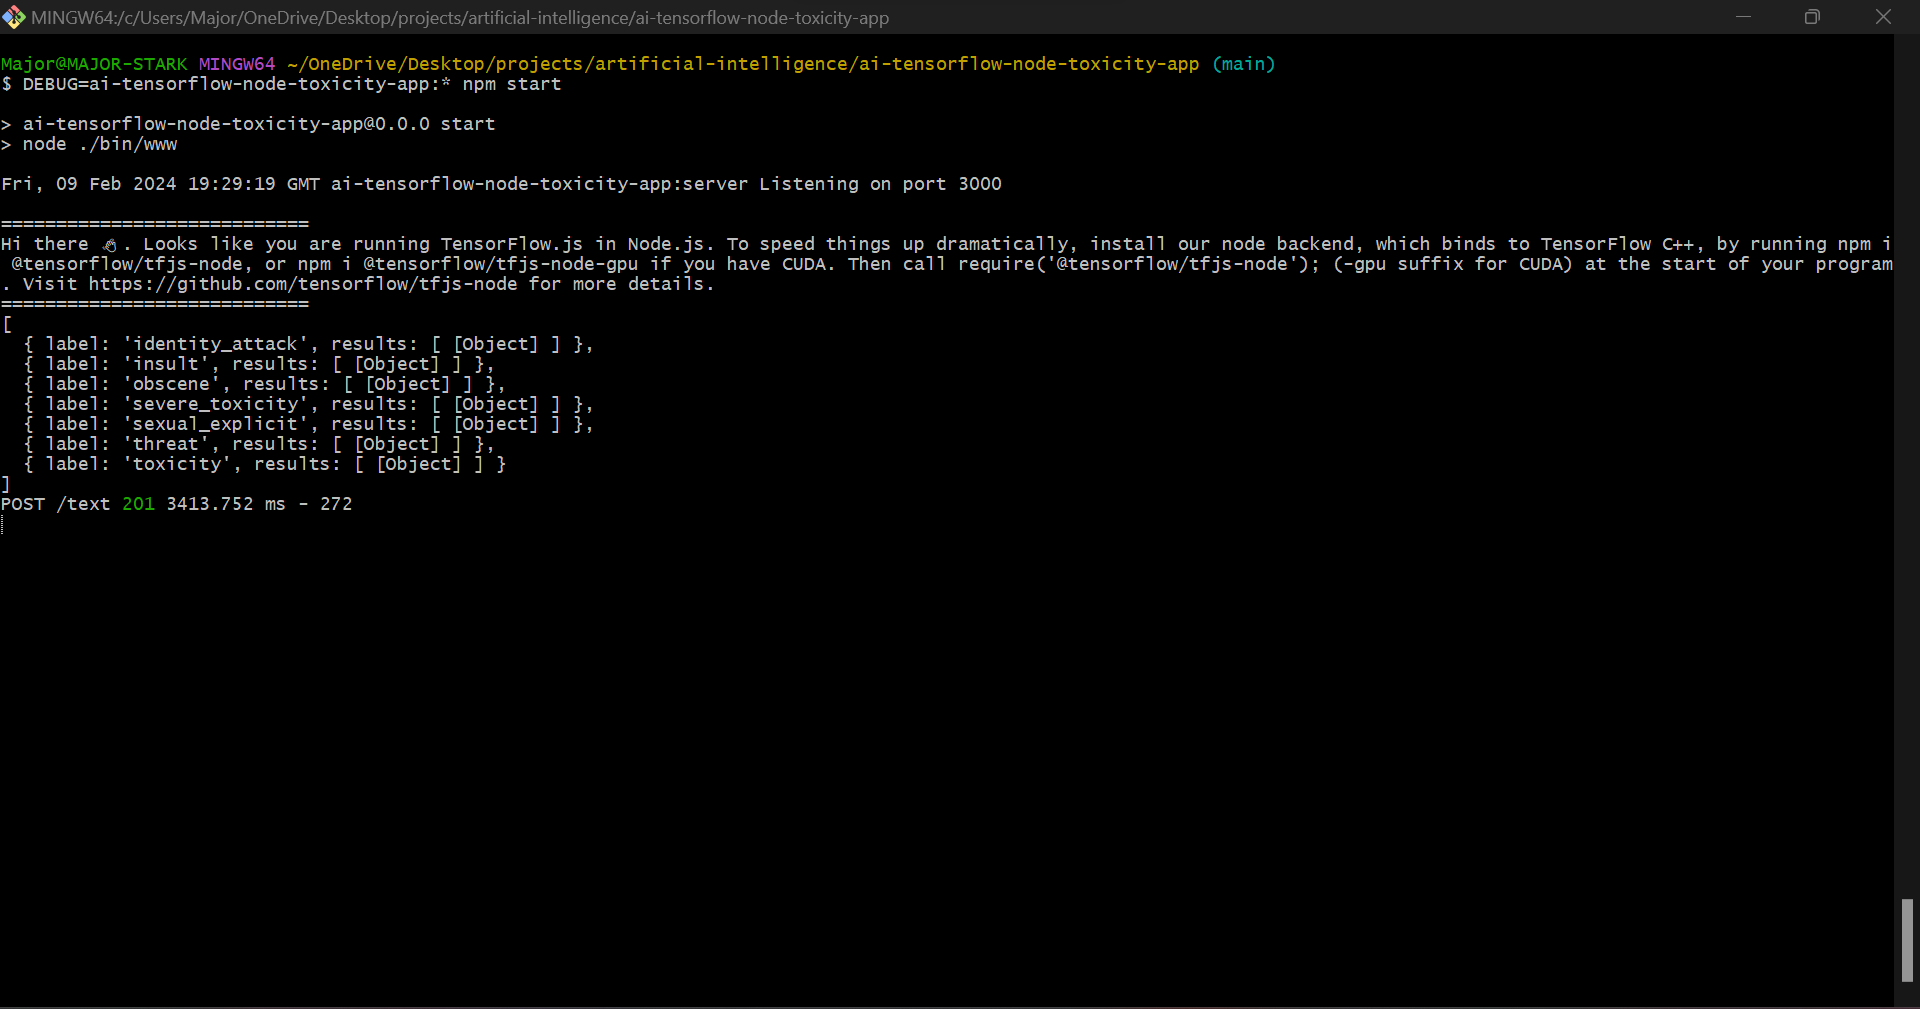 MINGW64:/c/Users/Major/OneDrive/Desktop/projects/artificial-intelligence/ai-tensorflow-node-toxicity-app
Major@MAJOR-STARK MINGW64 ~/OneDrive/Desktop/projects/artificial-intelligence/ai-tensorflow-node-toxicity-app (main)
$ DEBUG=ai-tensorflow-node-toxicity-app:* npm start
> ai-tensorflow-node-toxicity-app@0.0.0 start
> node ./bin/www
Fri, 09 Feb 2024 19:29:19 GMT ai-tensorflow-node-toxicity-app:server Listening on port 3000
============================
Hi there 👋. Looks like you are running TensorFlow.js in Node.js. To speed things up dramatically, install our node backend, which binds to TensorFlow C++, by running npm i
@tensorflow/tfjs-node, or npm i @tensorflow/tfjs-node-gpu if you have CUDA. Then call require('@tensorflow/tfjs-node'); (-gpu suffix for CUDA) at the start of your program
. Visit https://github.com/tensorflow/tfjs-node for more details.
============================
[
  { label: 'identity_attack', results: [ [Object] ] },
  { label: 'insult', results: [ [Object] ] },
  { label: 'obscene', results: [ [Object] ] },
  { label: 'severe_toxicity', results: [ [Object] ] },
  { label: 'sexual_explicit', results: [ [Object] ] },
  { label: 'threat', results: [ [Object] ] },
  { label: 'toxicity', results: [ [Object] ] }
]
POST /text 201 3413.752 ms - 272